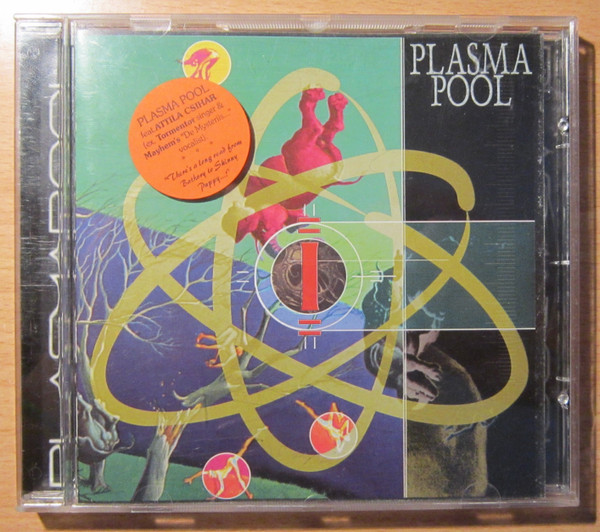 PLASMA
POOL
PLASMA POOL
feat. ATTILA CSIHAR
(ex. Tormentor singer &
Mayhem's "De Mysteriis..."
vocalist).
* * *
"There's a long road from
Bathory to Skinny
Puppy...!"
I
PLASMA POOL